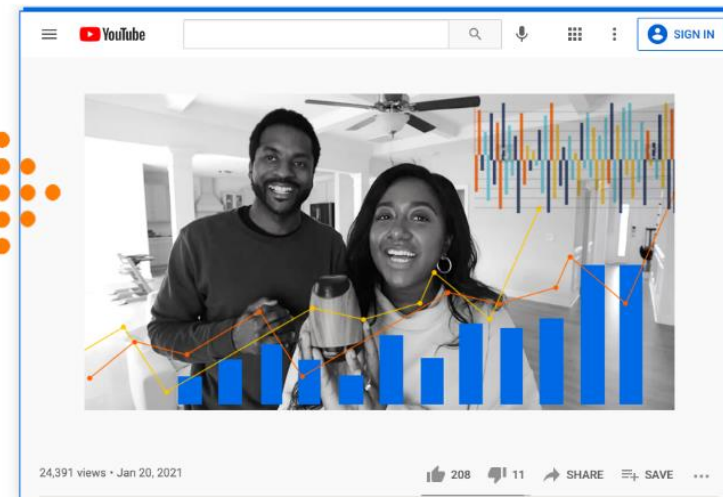 YouTube
SIGN IN
24,391 views • Jan 20, 2021
208
11
SHARE
SAVE